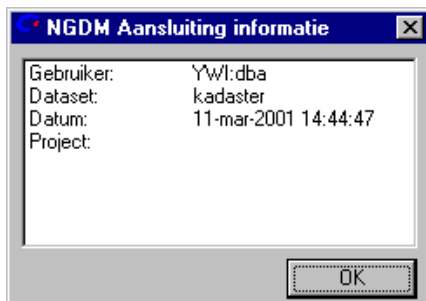 NGDM Aansluiting informatie
Gebruiker: YWI:dba
Dataset: kadaster
Datum: 11-mar-2001 14:44:47
Project:
OK